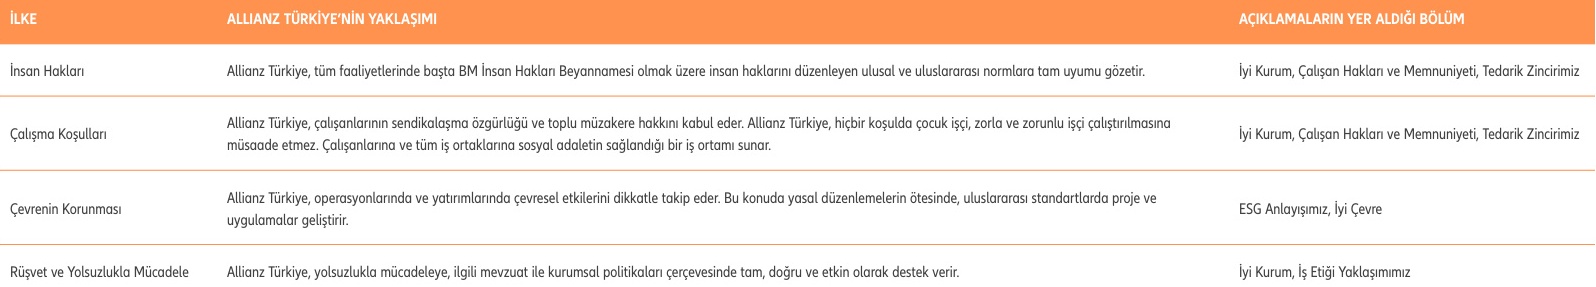 İLKE
ALLIANZ TÜRKİYE'NİN YAKLAŞIMI
AÇIKLAMALARIN YER ALDIĞI BÖLÜM
İnsan Hakları
Allianz Türkiye, tüm faaliyetlerinde başta BM İnsan Hakları Beyannamesi olmak üzere insan haklarını düzenleyen ulusal ve uluslararası normlara tam uyumu gözetir.
İyi Kurum, Çalışan Hakları ve Memnuniyeti, Tedarik Zincirimiz
Çalışma Koşulları
Allianz Türkiye, çalışanlarının sendikalaşma özgürlüğü ve toplu müzakere hakkını kabul eder. Allianz Türkiye, hiçbir koşulda çocuk işçi, zorla ve zorunlu işçi çalıştırılmasına
müsaade etmez. Çalışanlarına ve tüm iş ortaklarına sosyal adaletin sağlandığı bir iş ortamı sunar.
İyi Kurum, Çalışan Hakları ve Memnuniyeti, Tedarik Zincirimiz
Çevrenin Korunması
Allianz Türkiye, operasyonlarında ve yatırımlarında çevresel etkilerini dikkatle takip eder. Bu konuda yasal düzenlemelerin ötesinde, uluslararası standartlarda proje ve
uygulamalar geliştirir.
ESG Anlayışımız, İyi Çevre
Rüşvet ve Yolsuzlukla Mücadele
Allianz Türkiye, yolsuzlukla mücadeleye, ilgili mevzuat ile kurumsal politikaları çerçevesinde tam, doğru ve etkin olarak destek verir.
İyi Kurum, İş Etiği Yaklaşımımız